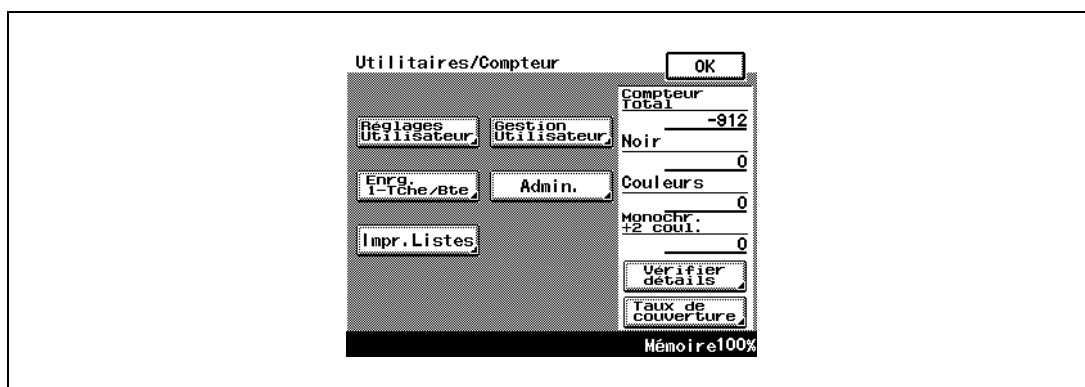 Utilitaires/Compteur
OK
Réglages
Utilisateur
Gestion
Utilisateur
Enrg.
1-Tche/Bte
Admin.
Impr.Listes
Compteur
Total
-912
Noir
0
Couleurs
0
Monochr.
+2 coul.
0
Vérifier
détails
Taux de
couverture
Mémoire100%